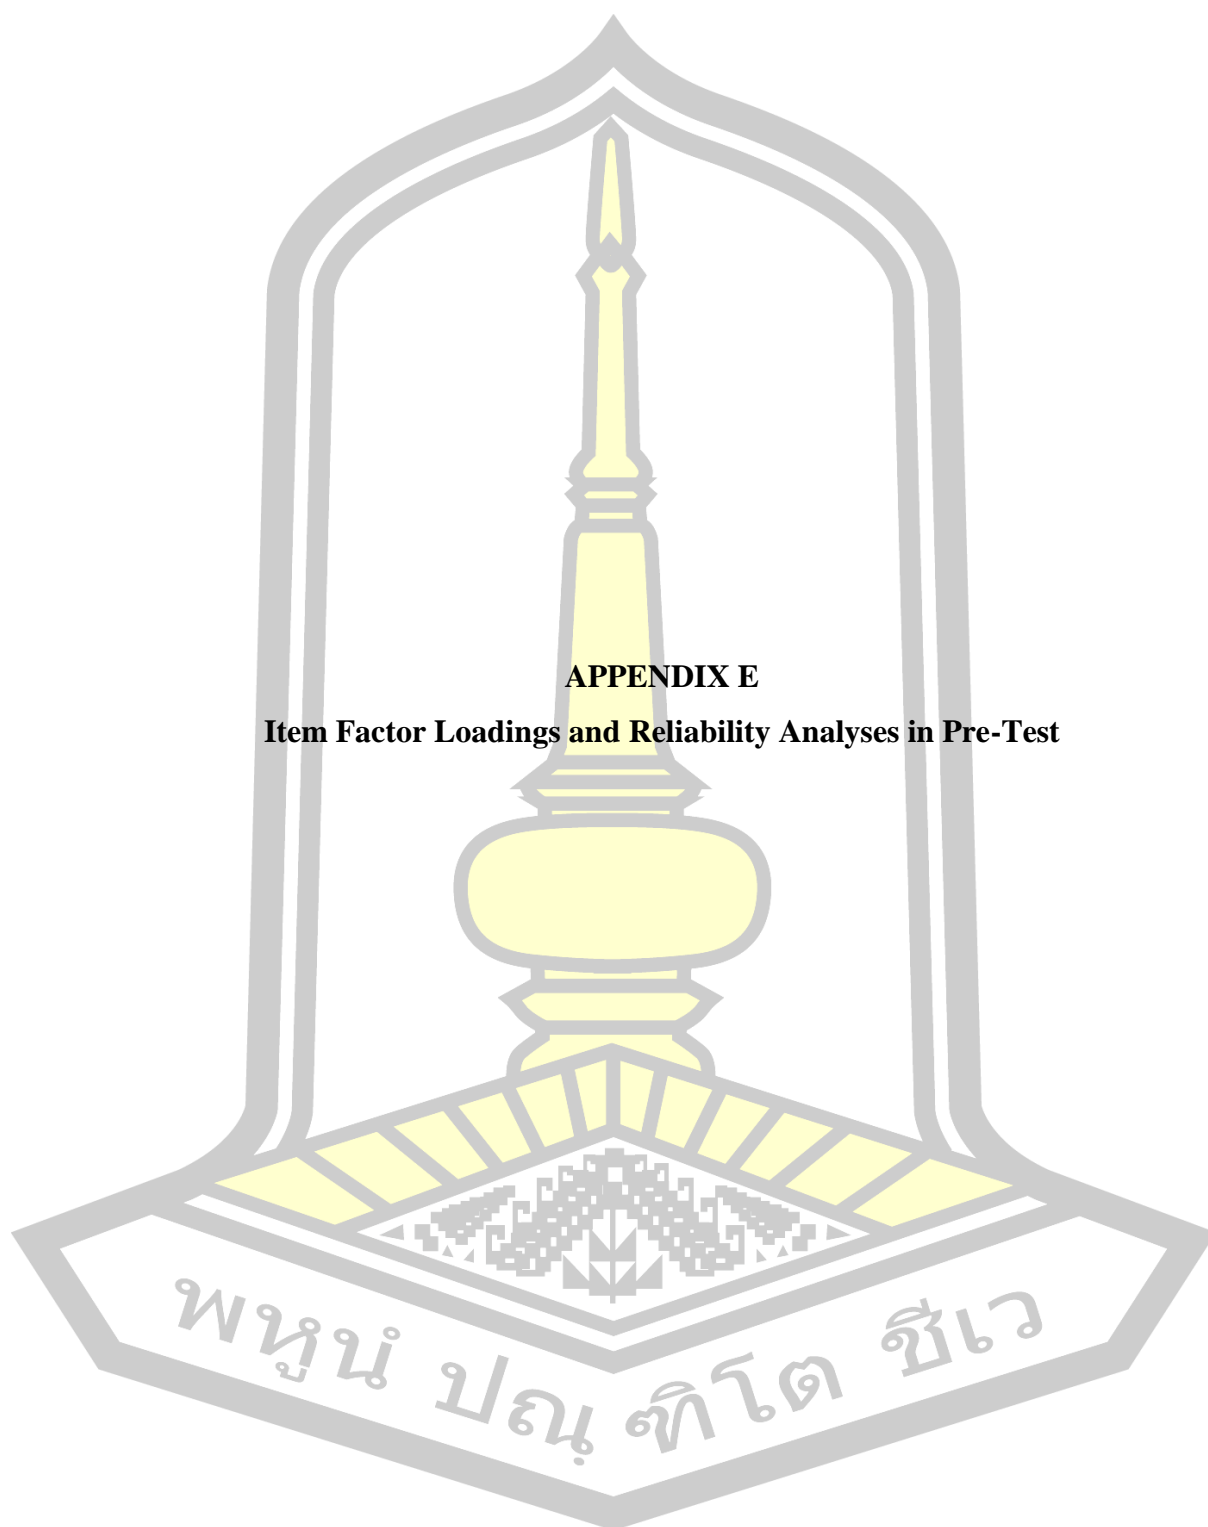 APPENDIX E
Item Factor Loadings and Reliability Analyses in Pre-Test
พหูนํ ปณฺ ฑิโต ชีเว